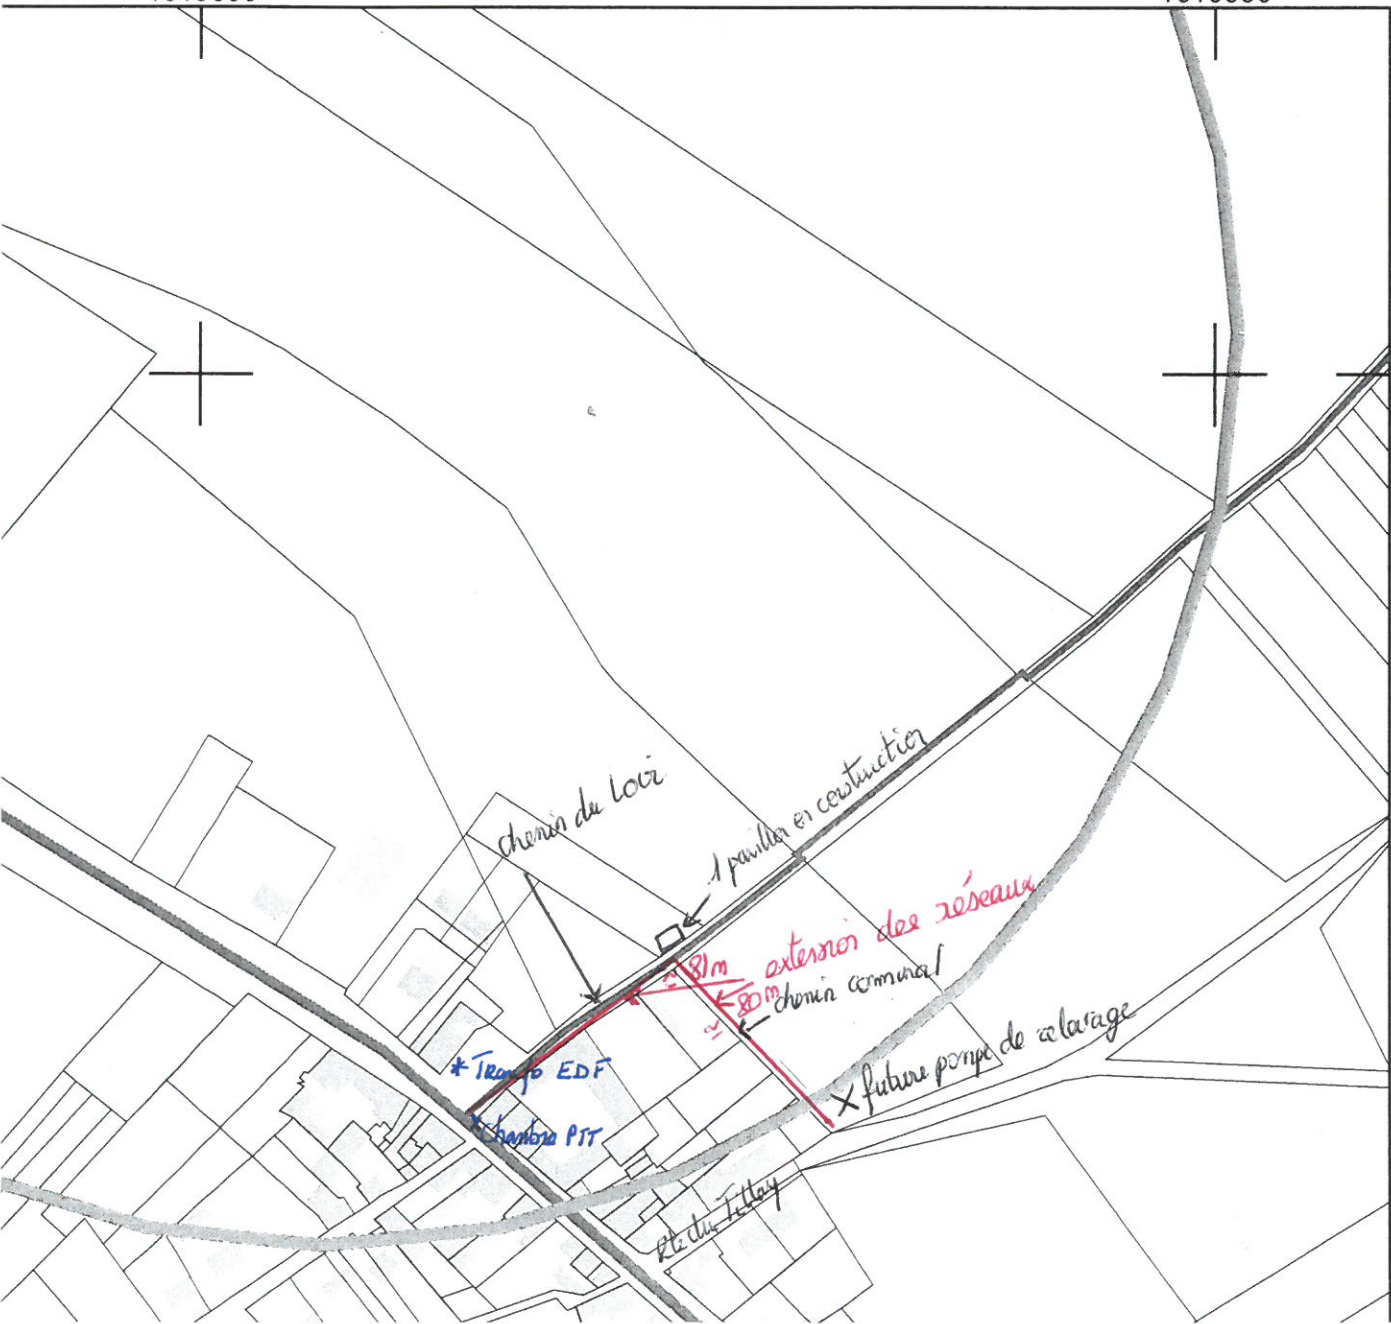 chemin du Loir
1 pavillon en construction
extension des réseaux
≃ 81m
≃ 80m
chemin communal
* Transfo EDF
* Chambre PTT
X future pompe de relevage
Rte du Tillay